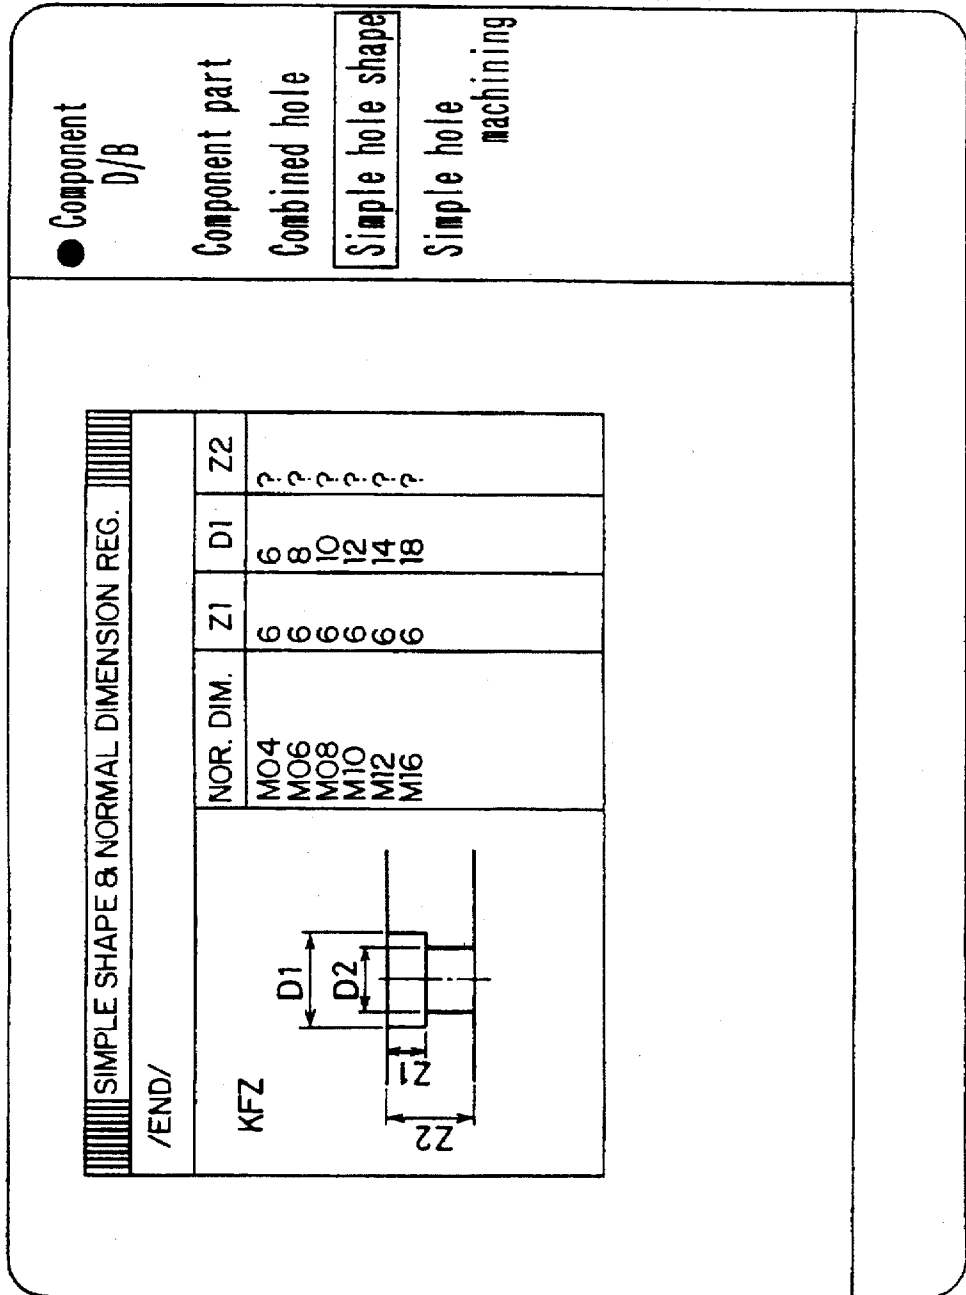 ● Component
D/B
Component part
Combined hole
Simple hole shape
Simple hole
machining
SIMPLE SHAPE & NORMAL DIMENSION REG.
/END/
KFZ
D1
D2
Z1
Z2
NOR. DIM. Z1 D1 Z2
M04 6 6 ?
M06 6 8 ?
M08 6 10 ?
M10 6 12 ?
M12 6 14 ?
M16 6 18 ?